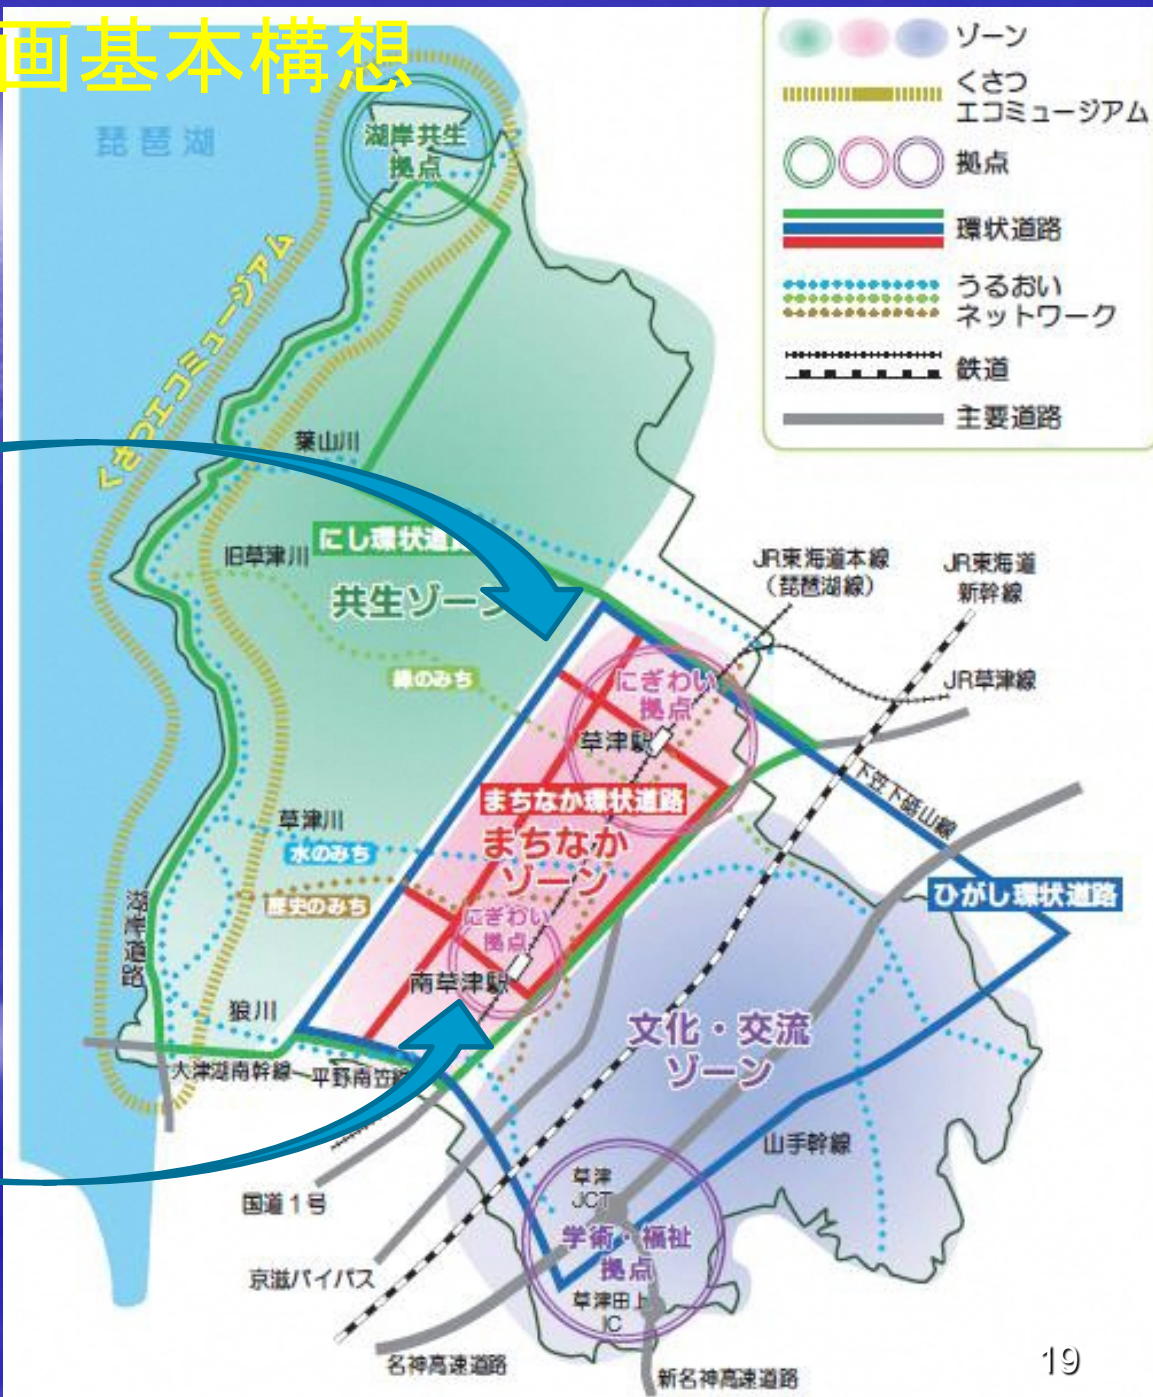 画基本構想
ゾーン
くさつ
エコミュージアム
拠点
環状道路
うるおい
ネットワーク
鉄道
主要道路
琵琶湖
湖岸共生
拠点
くさつエコミュージアム
葉山川
にし環状道路
旧草津川
共生ゾーン
緑のみち
JR東海道本線
(琵琶湖線)
JR東海道
新幹線
JR草津線
にぎわい
拠点
草津駅
まちなか環状道路
まちなか
ゾーン
下笠下砥山線
草津川
水のみち
歴史のみち
ひがし環状道路
湖岸道路
にぎわい
拠点
南草津駅
狼川
文化・交流
ゾーン
大津湖南幹線
平野南笠線
山手幹線
国道1号
草津
JCT
学術・福祉
拠点
草津田上
IC
京滋バイパス
名神高速道路
新名神高速道路
19